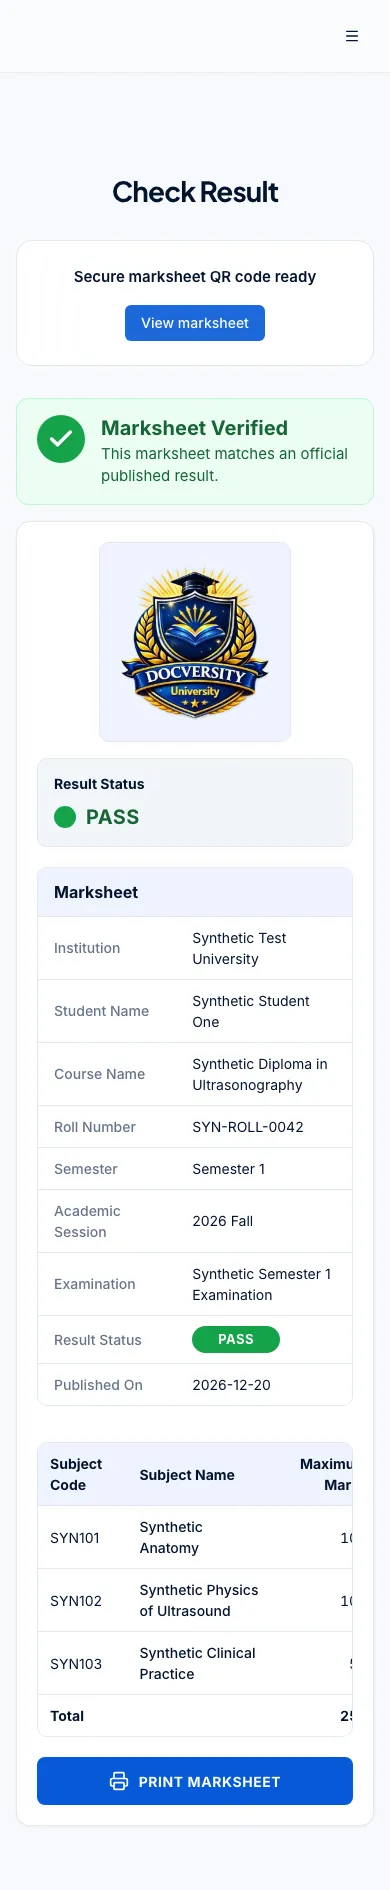 Check Result
Secure marksheet QR code ready
View marksheet
Marksheet Verified
This marksheet matches an official
published result.
DOCVERSITY
University
Result Status
PASS
Marksheet
Institution
Synthetic Test
University
Student Name
Synthetic Student
One
Course Name
Synthetic Diploma in
Ultrasonography
Roll Number
SYN-ROLL-0042
Semester
Semester 1
Academic
Session
2026 Fall
Examination
Synthetic Semester 1
Examination
Result Status
PASS
Published On
2026-12-20
Subject
Code
Subject Name
SYN101
Synthetic
Anatomy
SYN102
Synthetic Physics
of Ultrasound
SYN103
Synthetic Clinical
Practice
Total
PRINT MARKSHEET